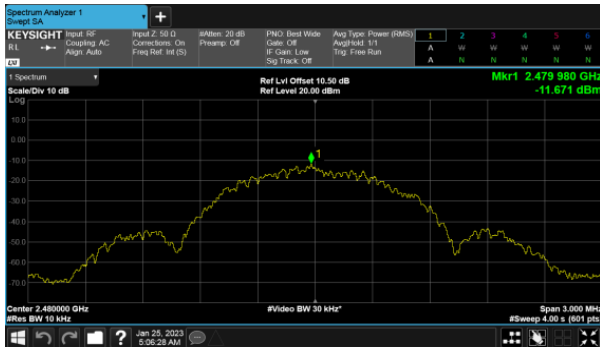 Spectrum Analyzer 1
Swept SA
+
KEYSIGHT Input: RF Input Z: 50 Ω #Atten: 20 dB PNO: Best Wide Avg Type: Power (RMS) 1 2 3 4 5 6
RL Coupling: AC Corrections: On Preamp: Off Gate: Off Avg|Hold: 1/1 A W W W W W
Align: Auto Freq Ref: Int (S) IF Gain: Low Trig: Free Run
LXI Sig Track: Off A N N N N N
1 Spectrum Ref Lvl Offset 10.50 dB Mkr1 2.479 980 GHz
Scale/Div 10 dB Ref Level 20.00 dBm -11.671 dBm
Log
10.0
0.00
1
-10.0
-20.0
-30.0
-40.0
-50.0
-60.0
-70.0
Center 2.480000 GHz #Video BW 30 kHz* Span 3.000 MHz
#Res BW 10 kHz #Sweep 4.00 s (601 pts)
? Jan 25, 2023
5:06:28 AM